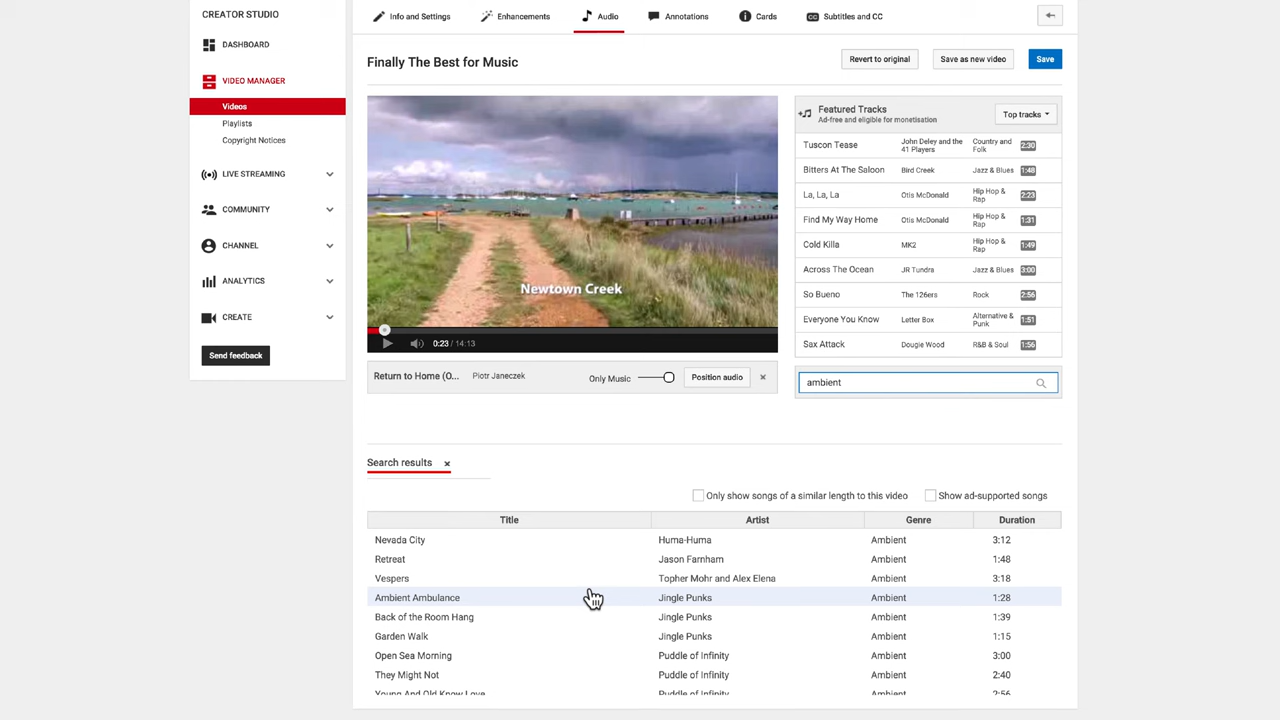 CREATOR STUDIO
DASHBOARD
VIDEO MANAGER
Videos
Playlists
Copyright Notices
LIVE STREAMING
COMMUNITY
CHANNEL
ANALYTICS
CREATE
Send feedback
Info and Settings
Enhancements
Audio
Annotations
Cards
CC Subtitles and CC
Finally The Best for Music
Revert to original
Save as new video
Save
Newtown Creek
0:23 / 14:13
Return to Home (O... Piotr Janeczek Only Music Position audio
Featured Tracks
Ad-free and eligible for monetisation
Top tracks
Tuscon Tease John Deley and the 41 Players Country and Folk 2:30
Bitters At The Saloon Bird Creek Jazz & Blues 1:48
La, La, La Otis McDonald Hip Hop & Rap 2:23
Find My Way Home Otis McDonald Hip Hop & Rap 1:31
Cold Killa MK2 Hip Hop & Rap 1:49
Across The Ocean JR Tundra Jazz & Blues 3:00
So Bueno The 126ers Rock 2:56
Everyone You Know Letter Box Alternative & Punk 1:51
Sax Attack Dougie Wood R&B & Soul 1:56
ambient
Search results
Only show songs of a similar length to this video Show ad-supported songs
Title Artist Genre Duration
Nevada City Huma-Huma Ambient 3:12
Retreat Jason Farnham Ambient 1:48
Vespers Topher Mohr and Alex Elena Ambient 3:18
Ambient Ambulance Jingle Punks Ambient 1:28
Back of the Room Hang Jingle Punks Ambient 1:39
Garden Walk Jingle Punks Ambient 1:15
Open Sea Morning Puddle of Infinity Ambient 3:00
They Might Not Puddle of Infinity Ambient 2:40
Young And Old Know Love Puddle of Infinity Ambient 2:56